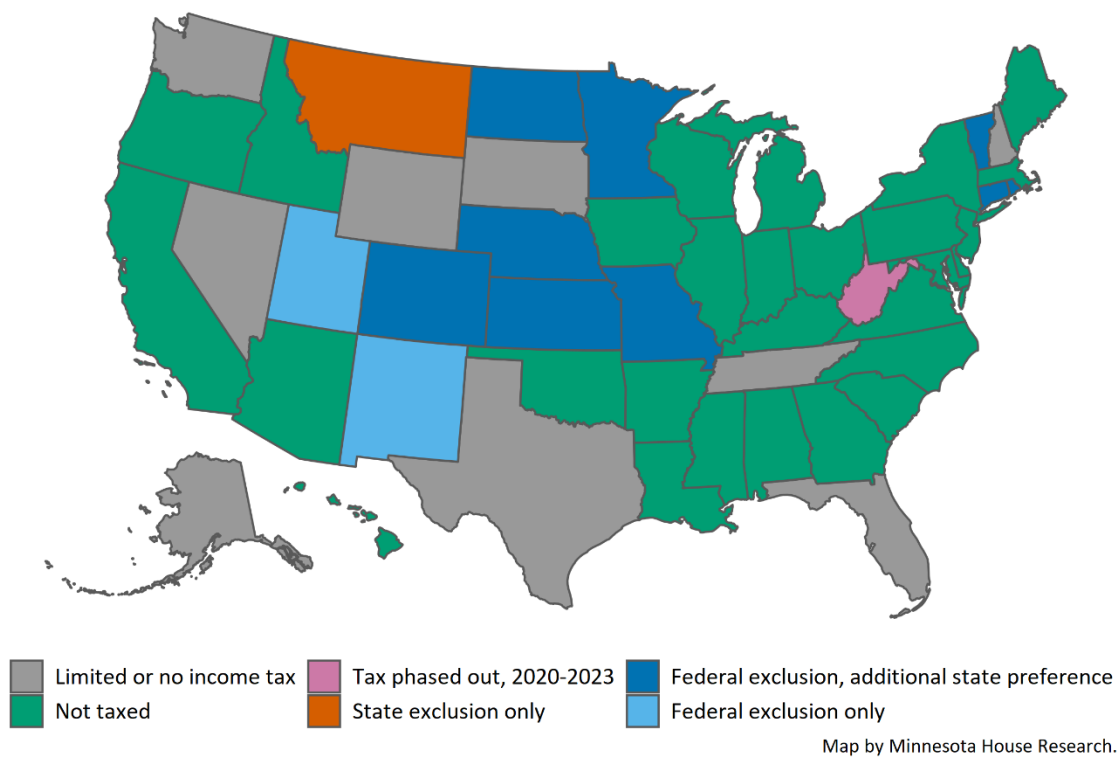 Limited or no income tax
Tax phased out, 2020-2023
Federal exclusion, additional state preference
Not taxed
State exclusion only
Federal exclusion only
Map by Minnesota House Research.